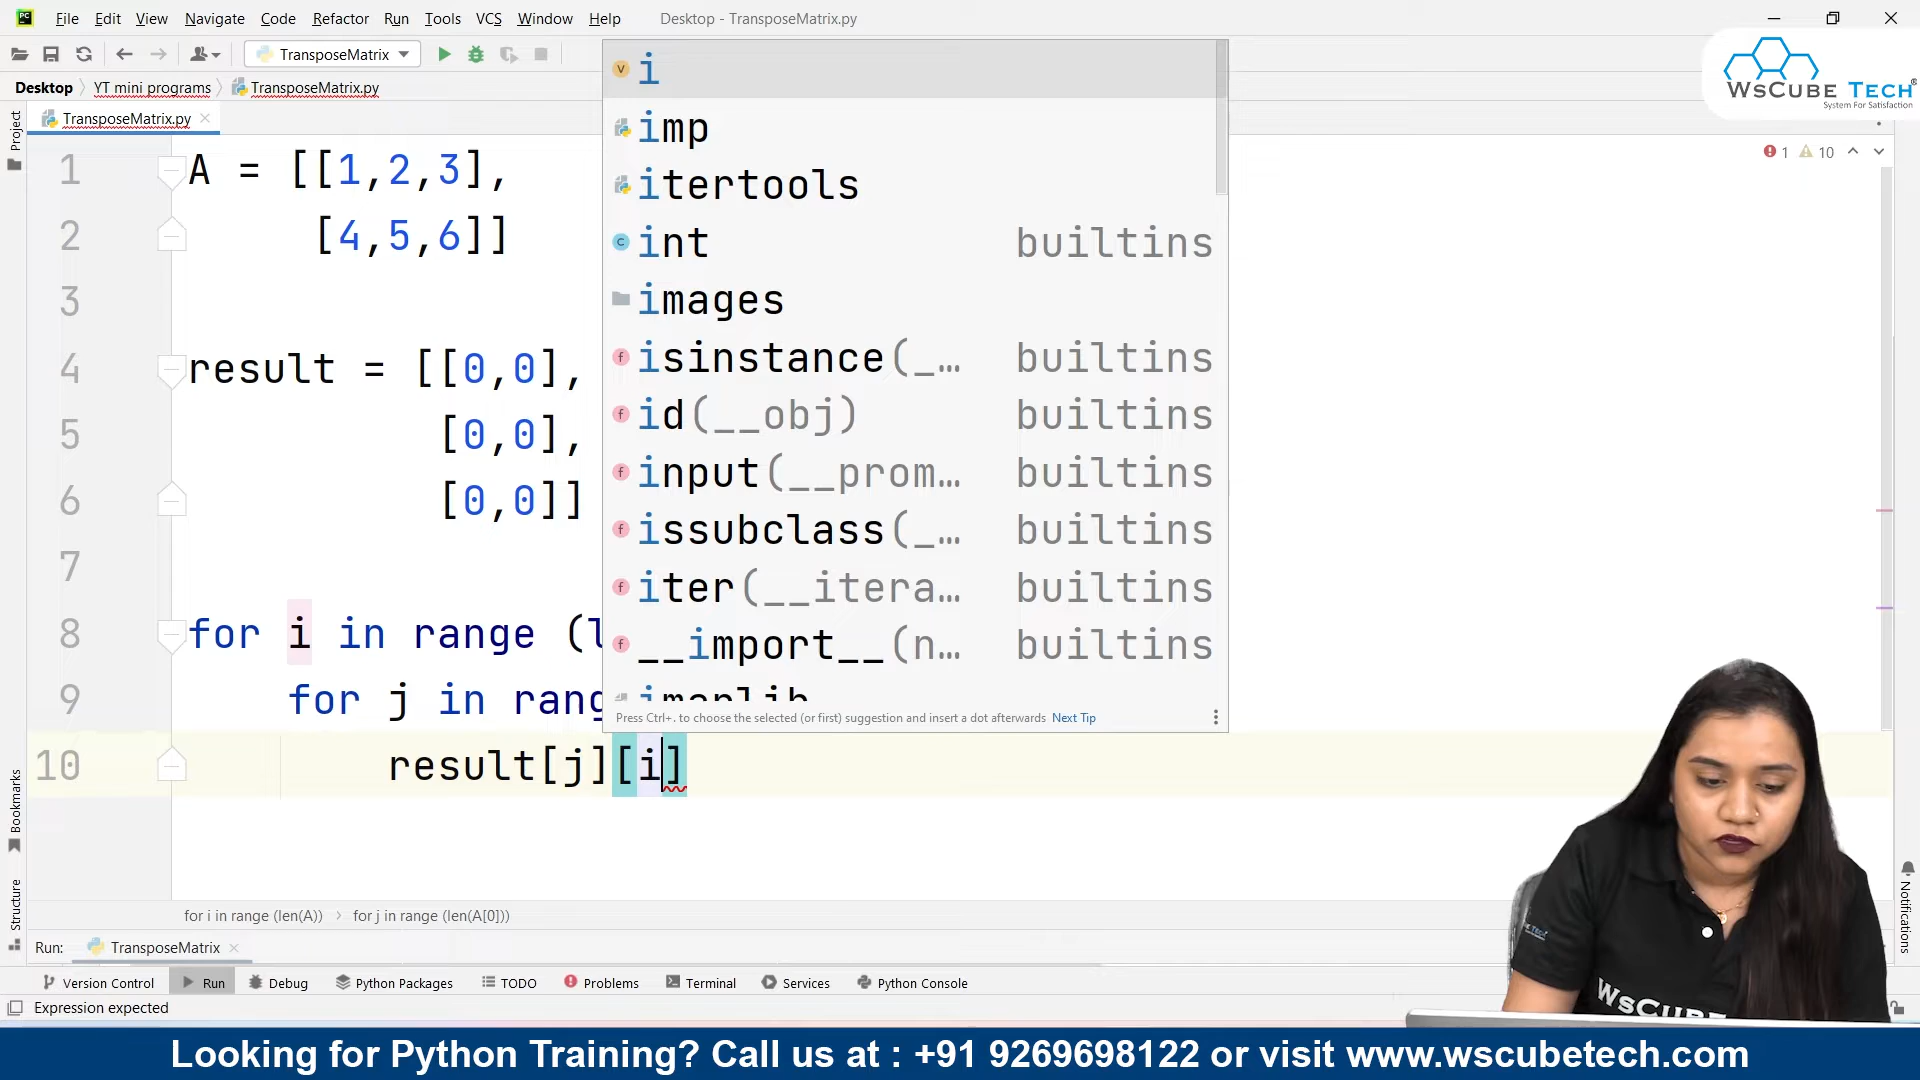 File Edit View Navigate Code Refactor Run Tools VCS Window Help Desktop - TransposeMatrix.py
TransposeMatrix
WSCUBE TECH
System For Satisfaction
Desktop YT mini programs TransposeMatrix.py
Project
TransposeMatrix.py
1 10
1 A = [[1,2,3],
2 [4,5,6]]
3
4 result = [[0,0],
5 [0,0],
6 [0,0]]
7
8 for i in range (l
9 for j in rang
10 result[j][i]
i
imp
itertools
int builtins
images
isinstance(_… builtins
id(__obj) builtins
input(__prom… builtins
issubclass(_… builtins
iter(__itera… builtins
__import__(n… builtins
imaplib
Press Ctrl+. to choose the selected (or first) suggestion and insert a dot afterwards Next Tip
Bookmarks
Structure
Notifications
for i in range (len(A)) for j in range (len(A[0]))
Run: TransposeMatrix
Version Control Run Debug Python Packages TODO Problems Terminal Services Python Console
Expression expected
WSCUBE
Looking for Python Training? Call us at : +91 9269698122 or visit www.wscubetech.com